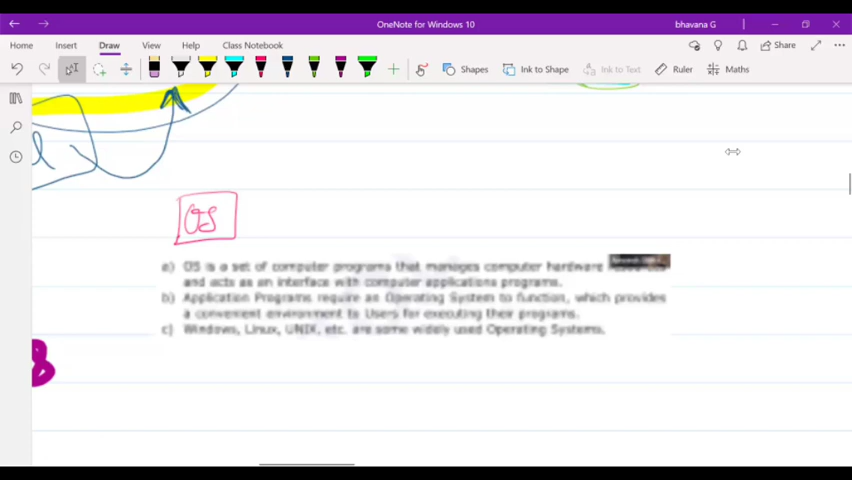 OneNote for Windows 10
bhavana G
Home Insert Draw View Help Class Notebook
Share
Shapes Ink to Shape Ink to Text Ruler Maths
OS
a) OS is a set of computer programs that manages computer hardware
and acts as an interface with computer applications programs.
b) Application Programs require an Operating System to function, which provides
a convenient environment to Users for executing their programs.
c) Windows, Linux, UNIX, etc. are some widely used Operating Systems.